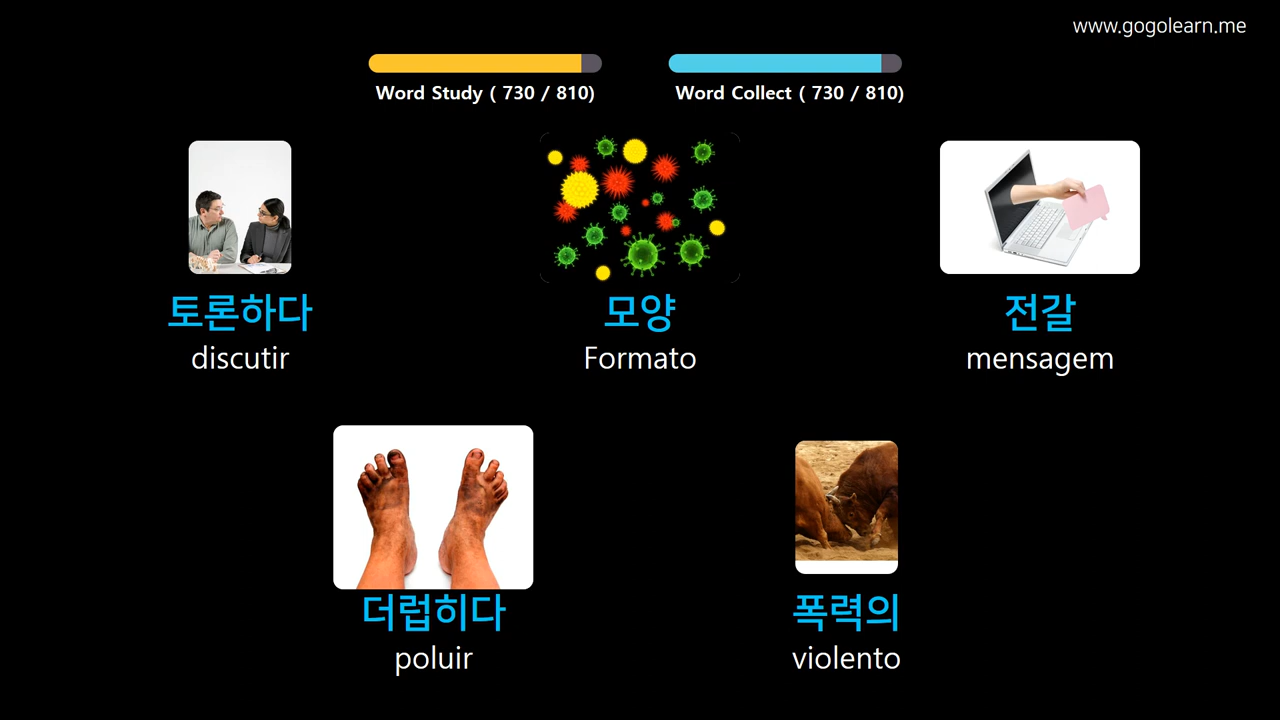 www.gogolearn.me
Word Study ( 730 / 810)
Word Collect ( 730 / 810)
토론하다
discutir
모양
Formato
전갈
mensagem
더럽히다
poluir
폭력의
violento